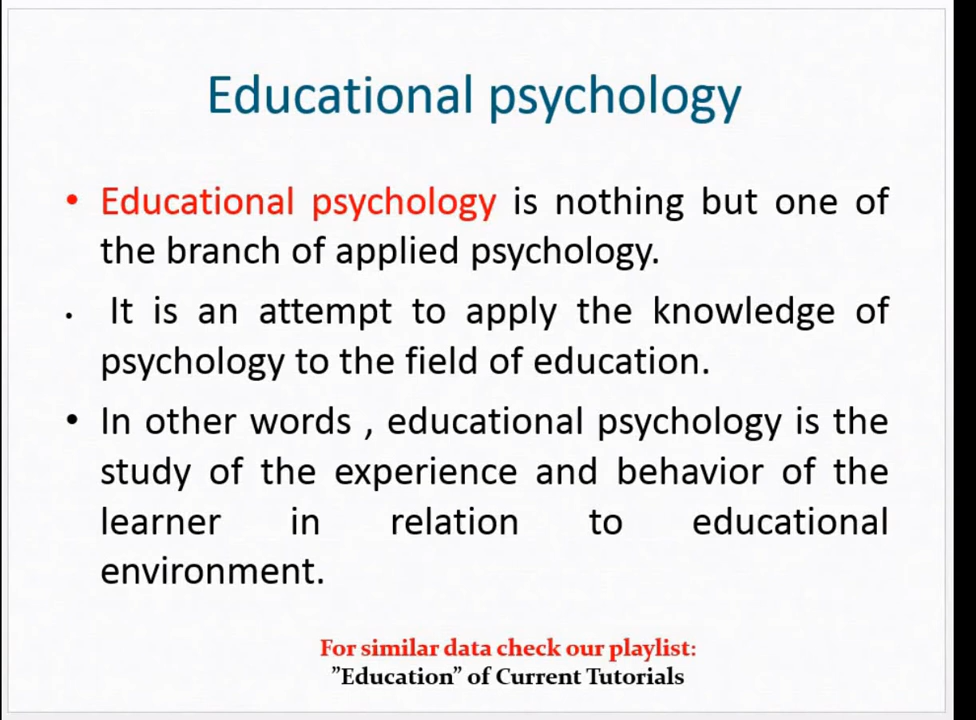 Educational psychology
• Educational psychology is nothing but one of
the branch of applied psychology.
• It is an attempt to apply the knowledge of
psychology to the field of education.
• In other words , educational psychology is the
study of the experience and behavior of the
learner in relation to educational
environment.
For similar data check our playlist:
”Education” of Current Tutorials